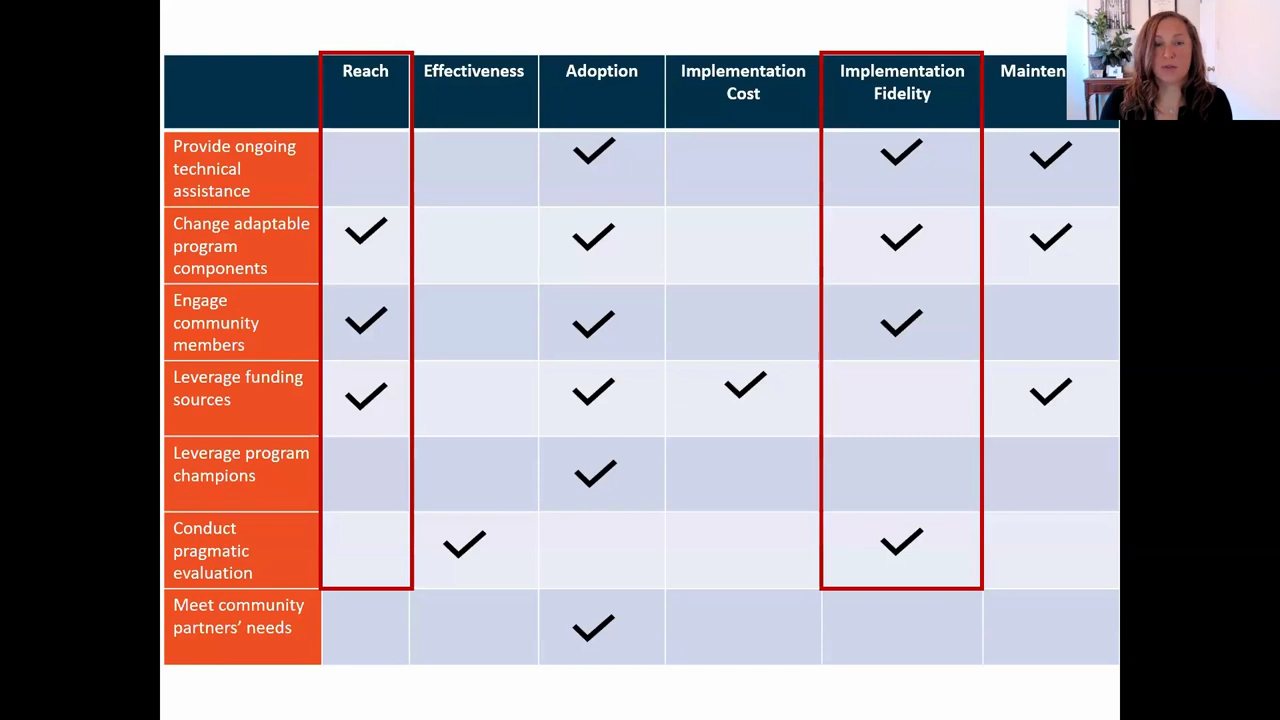 Reach
Effectiveness
Adoption
Implementation
Cost
Implementation
Fidelity
Provide ongoing
technical
assistance
Change adaptable
program
components
Engage
community
members
Leverage funding
sources
Leverage program
champions
Conduct
pragmatic
evaluation
Meet community
partners’ needs